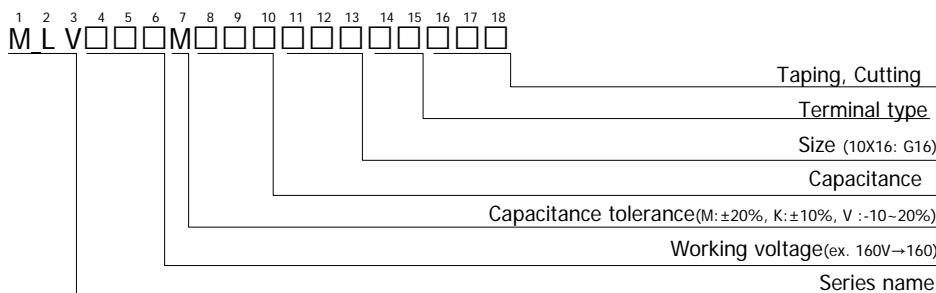 1 2 3 4 5 6 7 8 9 10 11 12 13 14 15 16 17 18
M L V□□□M□□□□□□□□□□□
Taping, Cutting
Terminal type
Size (10X16: G16)
Capacitance
Capacitance tolerance(M:±20%, K:±10%, V :-10~20%)
Working voltage(ex. 160V→160)
Series name